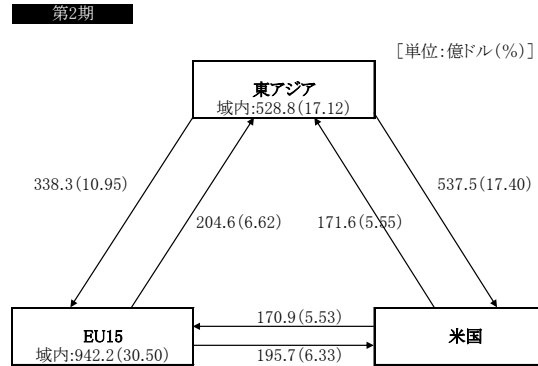 第2期
[単位:億ドル(%)]
東アジア
域内:528.8(17.12)
338.3(10.95)
537.5(17.40)
204.6(6.62)
171.6(5.55)
170.9(5.53)
EU15
域内:942.2(30.50)
米国
195.7(6.33)